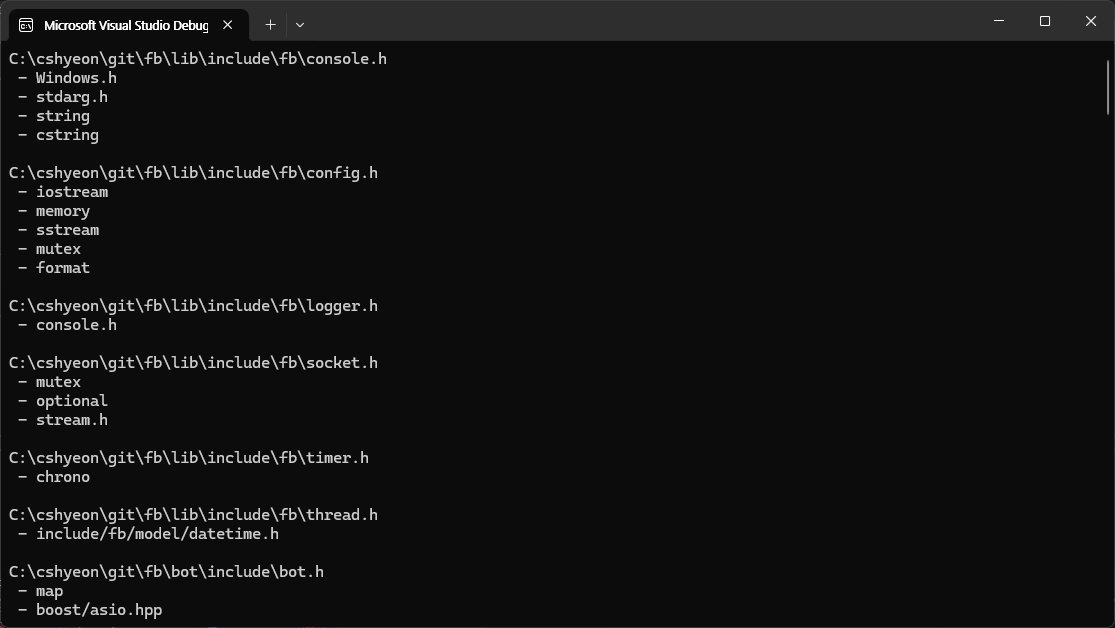 Microsoft Visual Studio Debug
C:\cshyeon\git\fb\lib\include\fb\console.h
- Windows.h
- stdarg.h
- string
- cstring
C:\cshyeon\git\fb\lib\include\fb\config.h
- iostream
- memory
- sstream
- mutex
- format
C:\cshyeon\git\fb\lib\include\fb\logger.h
- console.h
C:\cshyeon\git\fb\lib\include\fb\socket.h
- mutex
- optional
- stream.h
C:\cshyeon\git\fb\lib\include\fb\timer.h
- chrono
C:\cshyeon\git\fb\lib\include\fb\thread.h
- include/fb/model/datetime.h
C:\cshyeon\git\fb\bot\include\bot.h
- map
- boost/asio.hpp